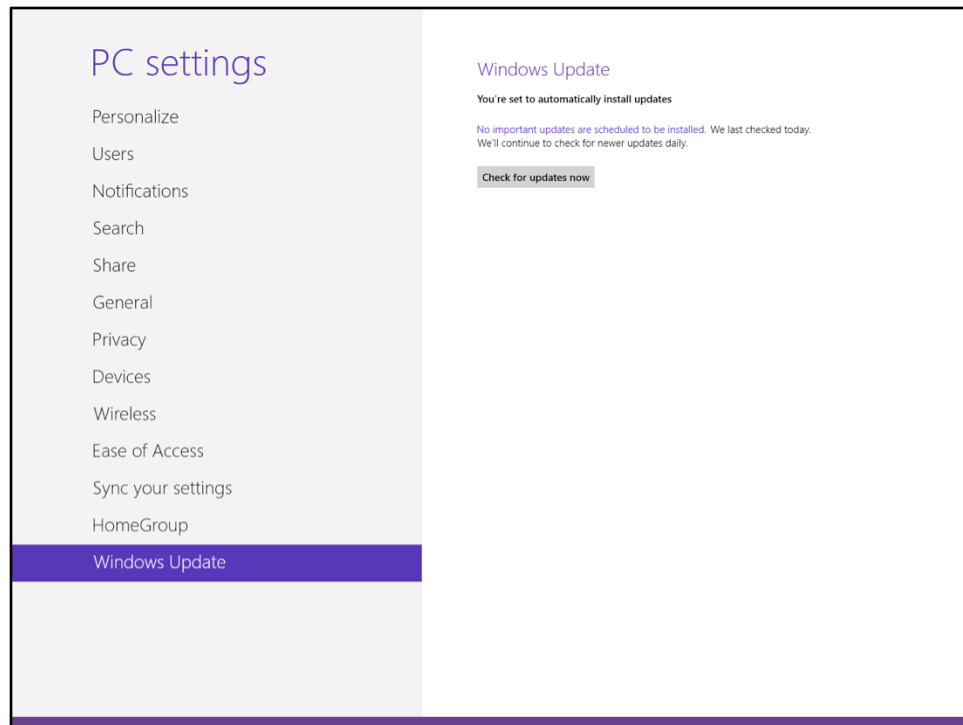 PC settings
Personalize
Users
Notifications
Search
Share
General
Privacy
Devices
Wireless
Ease of Access
Sync your settings
HomeGroup
Windows Update
Windows Update
You're set to automatically install updates
No important updates are scheduled to be installed. We last checked today.
We'll continue to check for newer updates daily.
Check for updates now